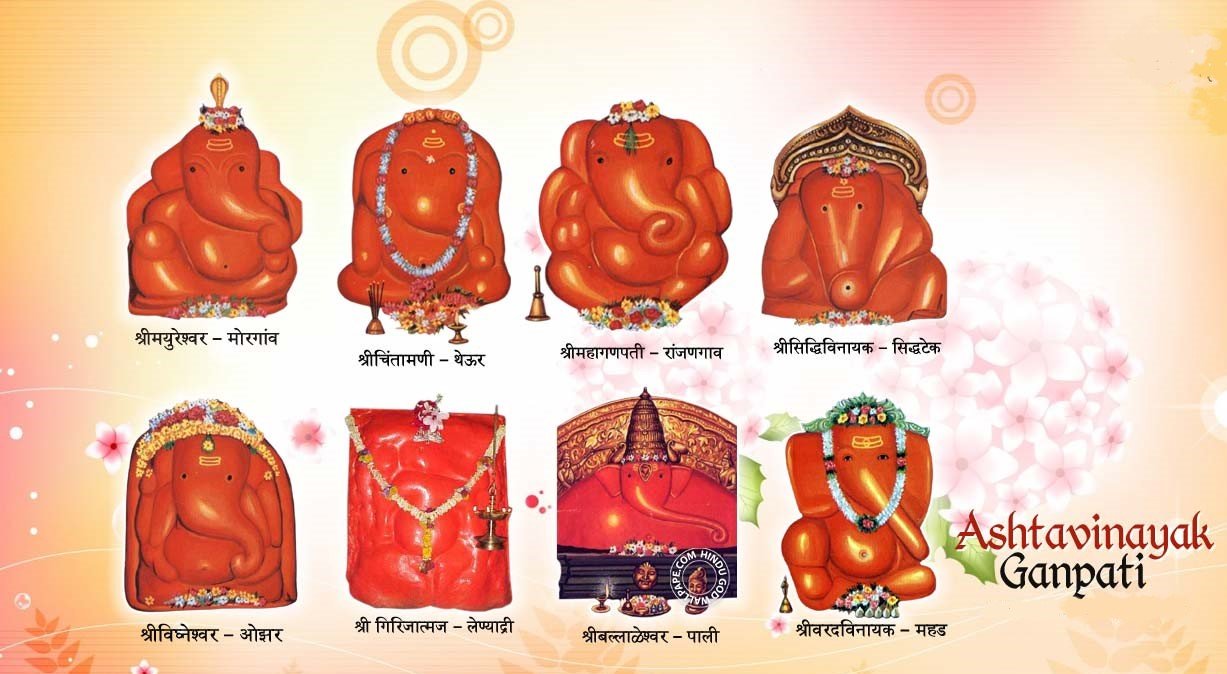 श्रीमयुरेश्वर – मोरगांव
श्रीचिंतामणी – थेऊर
श्रीमहागणपती – रांजणगाव
श्रीसिद्धिविनायक – सिद्धटेक
श्रीविघ्नेश्वर – ओझर
श्री गिरिजात्मज – लेण्याद्री
श्रीबल्लाळेश्वर – पाली
श्रीवरदविनायक – महड
HINDU GOD WALLPAPE.COM
Ashtavinayak
Ganpati